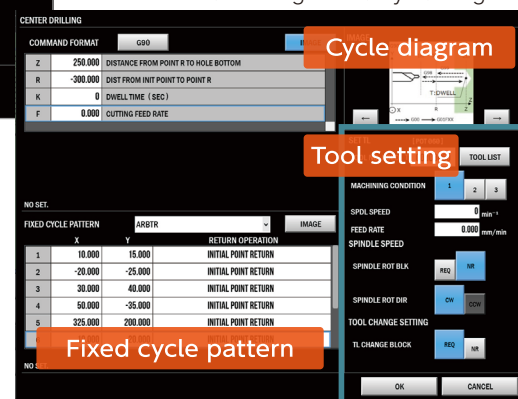 CENTER DRILLING
COMMAND FORMAT G90
Cycle diagram
Z 250.000 DISTANCE FROM POINT R TO HOLE BOTTOM
R -300.000 DIST FROM INIT POINT TO POINT R
K 0 DWELL TIME (SEC)
F 0.000 CUTTING FEED RATE
T:DWELL
X R Z
← G00 →
Tool setting
TOOL LIST
MACHINING CONDITION 1 2 3
SPDL SPEED 0 min⁻¹
FEED RATE 0.000 mm/min
SPINDLE SPEED
SPINDLE ROT BLK REQ NR
SPINDLE ROT DIR CW CCW
TOOL CHANGE SETTING
TL CHANGE BLOCK REQ NR
OK CANCEL
NO SET.
FIXED CYCLE PATTERN ARBTR IMAGE
X Y RETURN OPERATION
1 10.000 15.000 INITIAL POINT RETURN
2 -20.000 -25.000 INITIAL POINT RETURN
3 30.000 40.000 INITIAL POINT RETURN
4 50.000 -35.000 INITIAL POINT RETURN
5 325.000 200.000 INITIAL POINT RETURN
Fixed cycle pattern